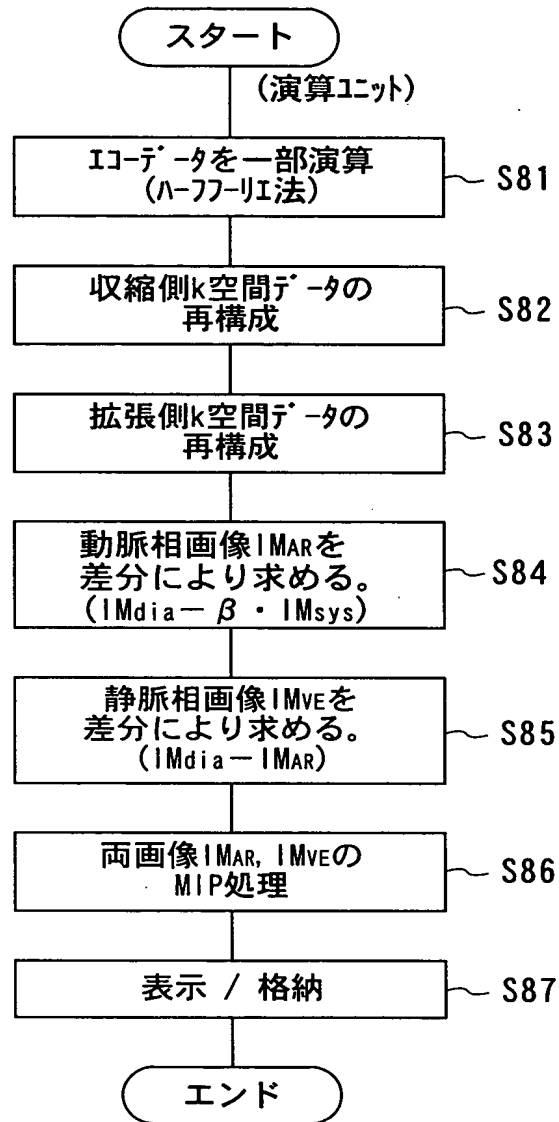 スタート
(演算ﾕﾆｯﾄ)
ｴｺｰﾃﾞｰﾀを一部演算
(ﾊｰﾌﾌｰﾘｴ法)
S81
収縮側k空間ﾃﾞｰﾀの
再構成
S82
拡張側k空間ﾃﾞｰﾀの
再構成
S83
動脈相画像IMARを
差分により求める。
(IMdia－β・IMsys)
S84
静脈相画像IMVEを
差分により求める。
(IMdia－IMAR)
S85
両画像IMAR, IMVEの
MIP処理
S86
表示 / 格納
S87
エンド